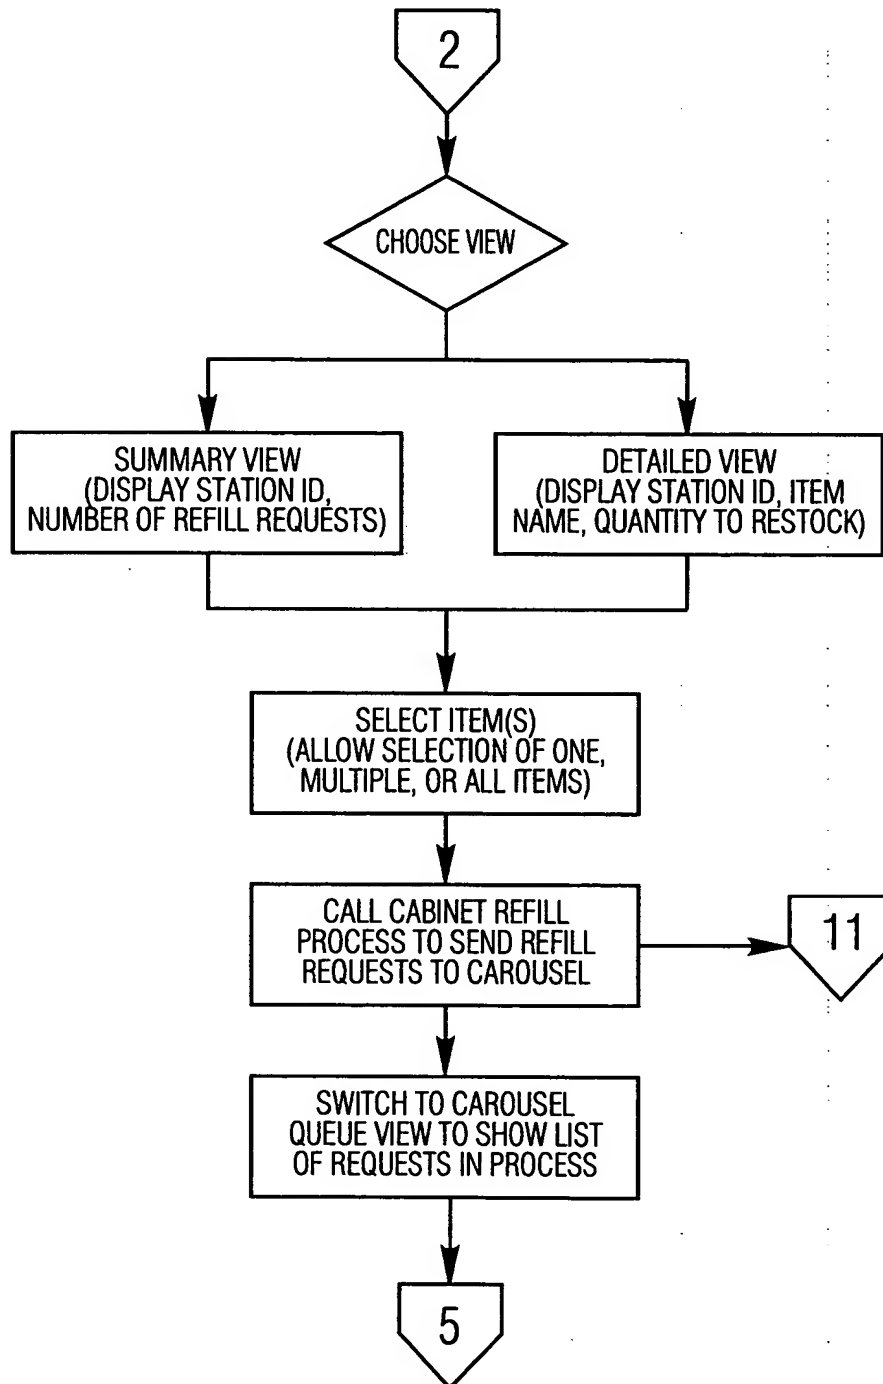 2
CHOOSE VIEW
SUMMARY VIEW
(DISPLAY STATION ID,
NUMBER OF REFILL REQUESTS)
DETAILED VIEW
(DISPLAY STATION ID, ITEM
NAME, QUANTITY TO RESTOCK)
SELECT ITEM(S)
(ALLOW SELECTION OF ONE,
MULTIPLE, OR ALL ITEMS)
CALL CABINET REFILL
PROCESS TO SEND REFILL
REQUESTS TO CAROUSEL
11
SWITCH TO CAROUSEL
QUEUE VIEW TO SHOW LIST
OF REQUESTS IN PROCESS
5